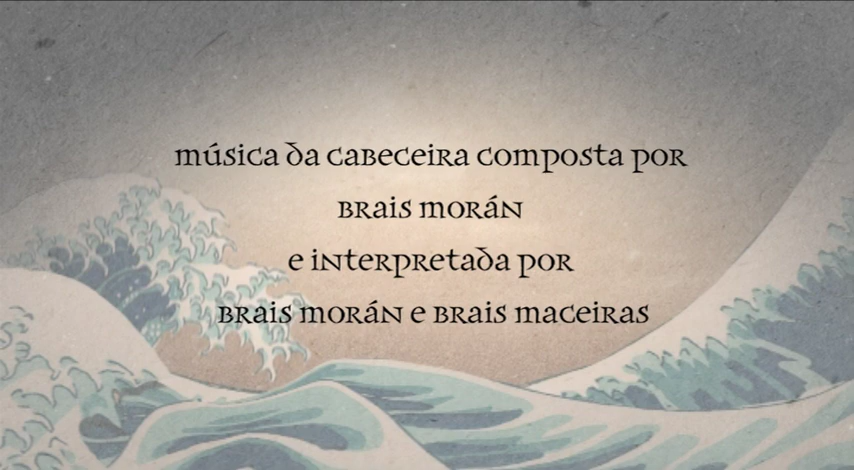 música da cabeceira composta por
brais morán
e interpretada por
brais morán e brais maceiras